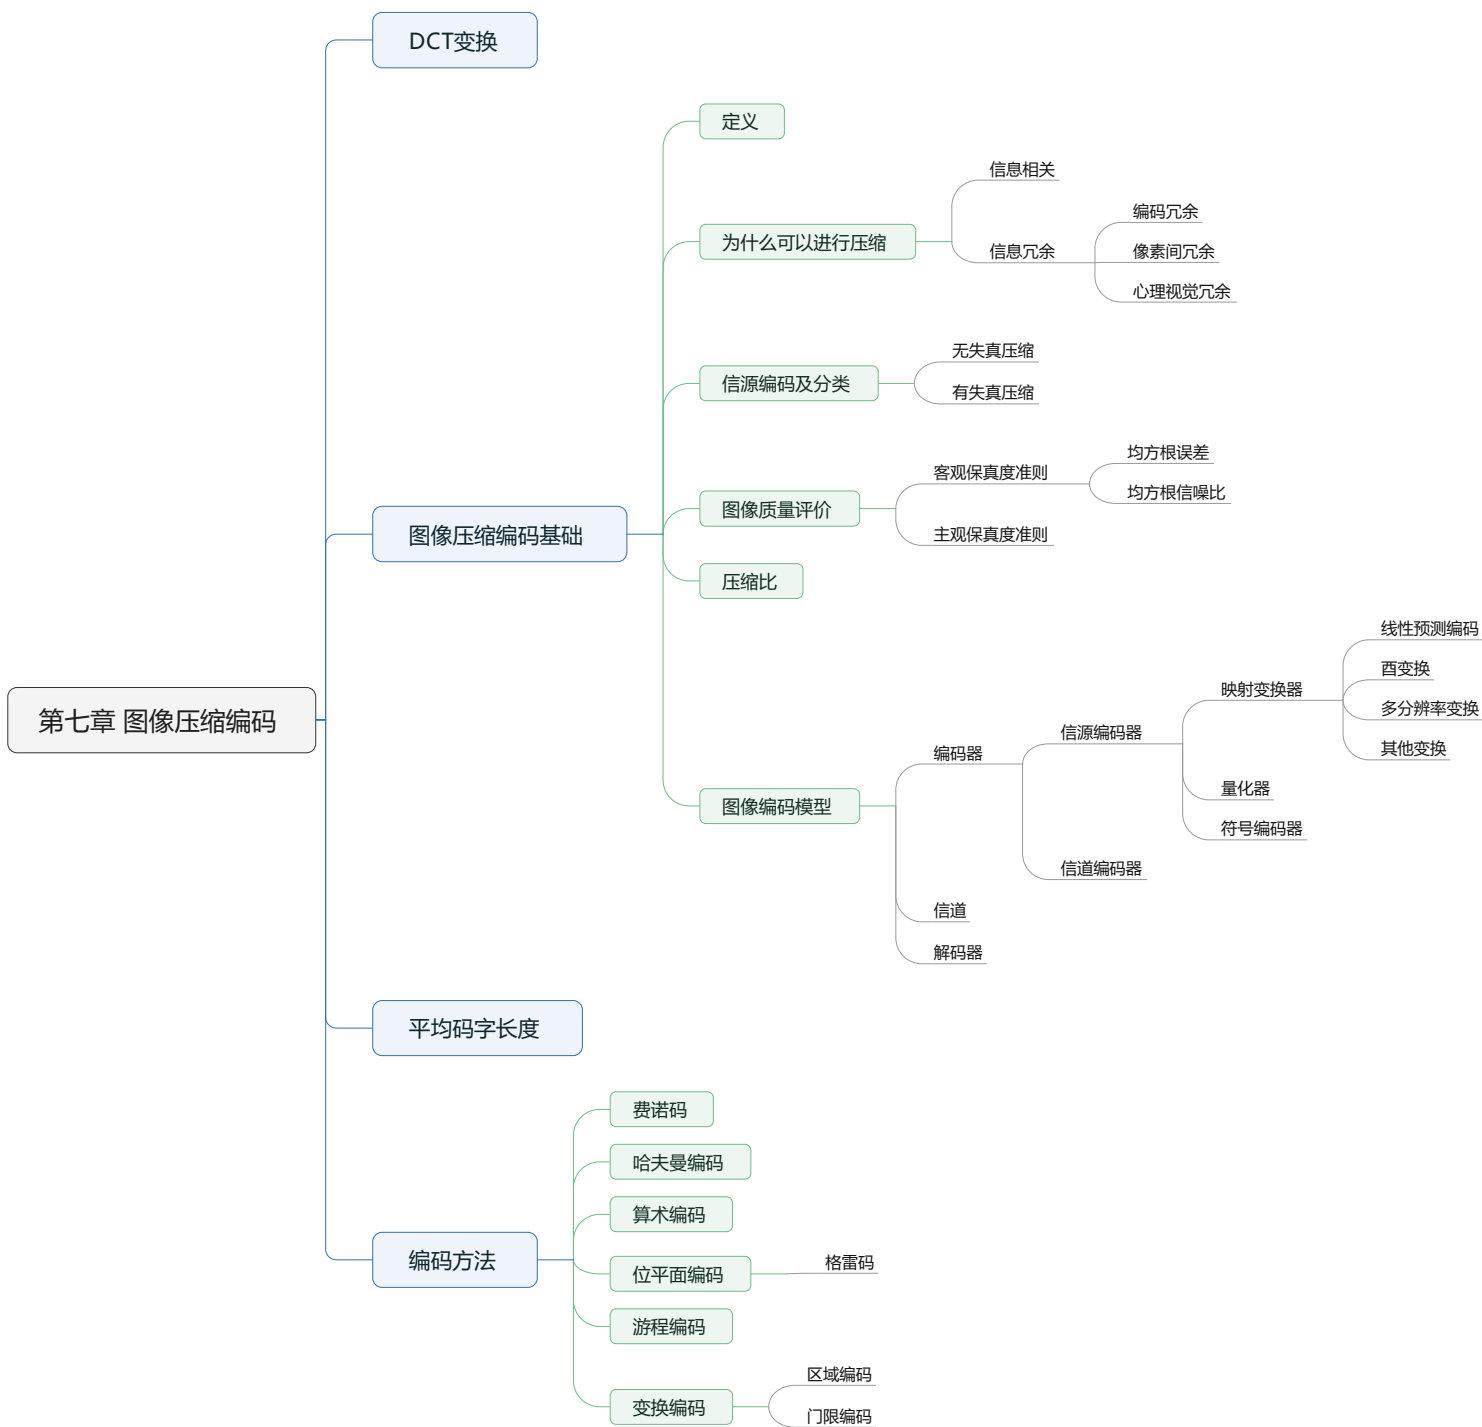 DCT变换
定义
信息相关
编码冗余
为什么可以进行压缩
信息冗余
像素间冗余
心理视觉冗余
无失真压缩
信源编码及分类
有失真压缩
均方根误差
客观保真度准则
均方根信噪比
图像质量评价
图像压缩编码基础
主观保真度准则
压缩比
线性预测编码
酉变换
映射变换器
第七章 图像压缩编码
多分辨率变换
信源编码器
其他变换
编码器
量化器
图像编码模型
符号编码器
信道编码器
信道
解码器
平均码字长度
费诺码
哈夫曼编码
算术编码
编码方法
位平面编码
格雷码
游程编码
区域编码
变换编码
门限编码